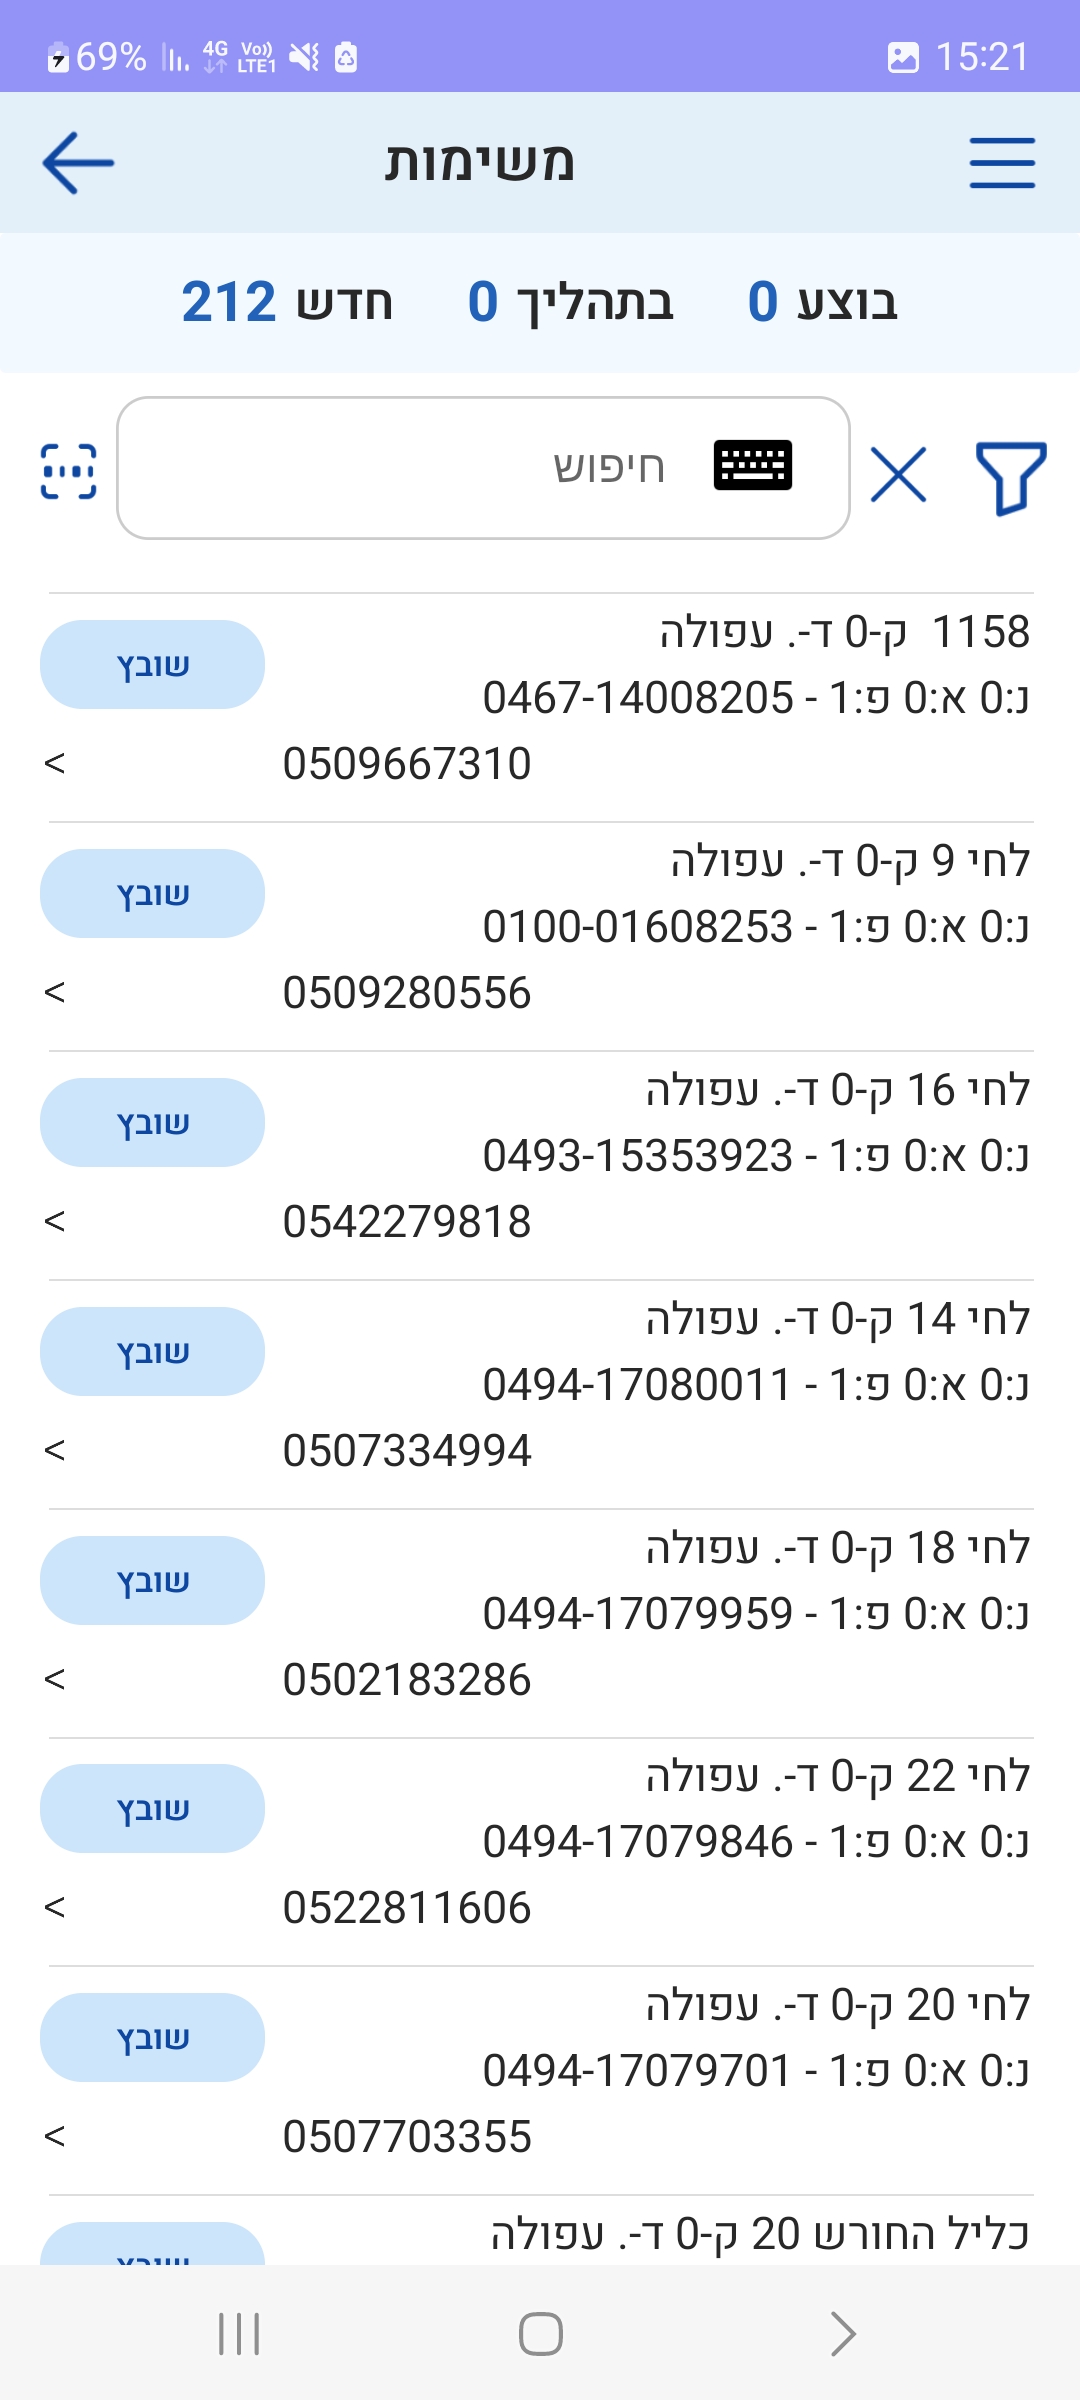 69% 4G Vo)) LTE1 15:21
משימות
בוצע 0 בתהליך 0 חדש 212
חיפוש
1158 ק-0 ד-. עפולה
שובץ
נ:0 א:0 פ:1 - 0467-14008205
0509667310
<
לחי 9 ק-0 ד-. עפולה
שובץ
נ:0 א:0 פ:1 - 0100-01608253
0509280556
<
לחי 16 ק-0 ד-. עפולה
שובץ
נ:0 א:0 פ:1 - 0493-15353923
0542279818
<
לחי 14 ק-0 ד-. עפולה
שובץ
נ:0 א:0 פ:1 - 0494-17080011
0507334994
<
לחי 18 ק-0 ד-. עפולה
שובץ
נ:0 א:0 פ:1 - 0494-17079959
0502183286
<
לחי 22 ק-0 ד-. עפולה
שובץ
נ:0 א:0 פ:1 - 0494-17079846
0522811606
<
לחי 20 ק-0 ד-. עפולה
שובץ
נ:0 א:0 פ:1 - 0494-17079701
0507703355
<
כליל החורש 20 ק-0 ד-. עפולה
שובץ